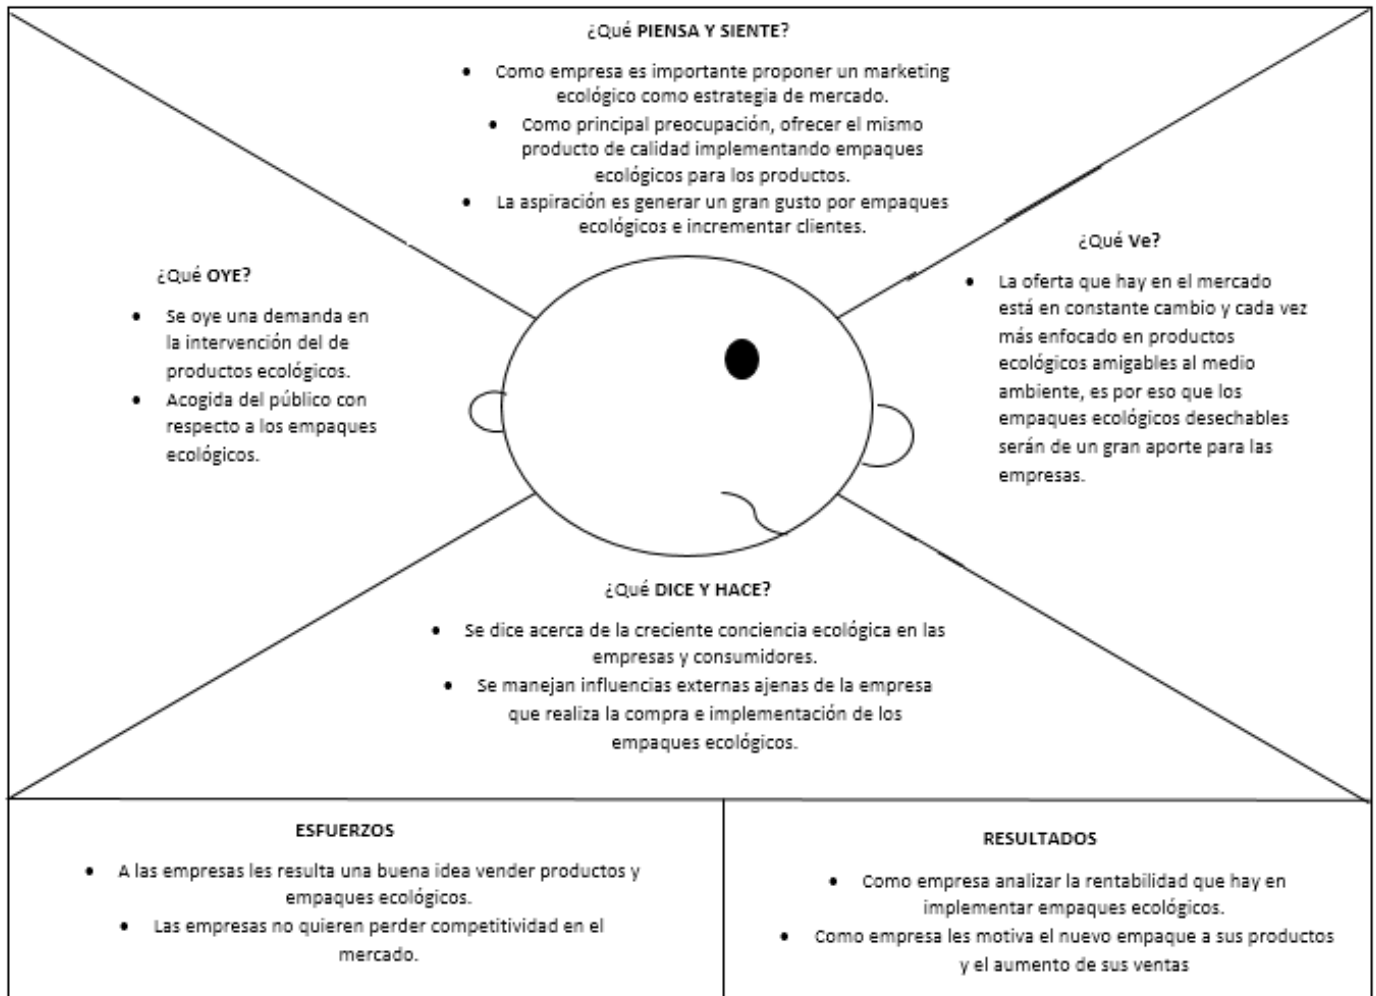 ¿Qué PIENSA Y SIENTE?
• Como empresa es importante proponer un marketing
ecológico como estrategia de mercado.
• Como principal preocupación, ofrecer el mismo
producto de calidad implementando empaques
ecológicos para los productos.
• La aspiración es generar un gran gusto por empaques
ecológicos e incrementar clientes.
¿Qué OYE?
• Se oye una demanda en
la intervención del de
productos ecológicos.
• Acogida del público con
respecto a los empaques
ecológicos.
¿Qué Ve?
• La oferta que hay en el mercado
está en constante cambio y cada vez
más enfocado en productos
ecológicos amigables al medio
ambiente, es por eso que los
empaques ecológicos desechables
serán de un gran aporte para las
empresas.
¿Qué DICE Y HACE?
• Se dice acerca de la creciente conciencia ecológica en las
empresas y consumidores.
• Se manejan influencias externas ajenas de la empresa
que realiza la compra e implementación de los
empaques ecológicos.
ESFUERZOS
• A las empresas les resulta una buena idea vender productos y
empaques ecológicos.
• Las empresas no quieren perder competitividad en el
mercado.
RESULTADOS
• Como empresa analizar la rentabilidad que hay en
implementar empaques ecológicos.
• Como empresa les motiva el nuevo empaque a sus productos
y el aumento de sus ventas